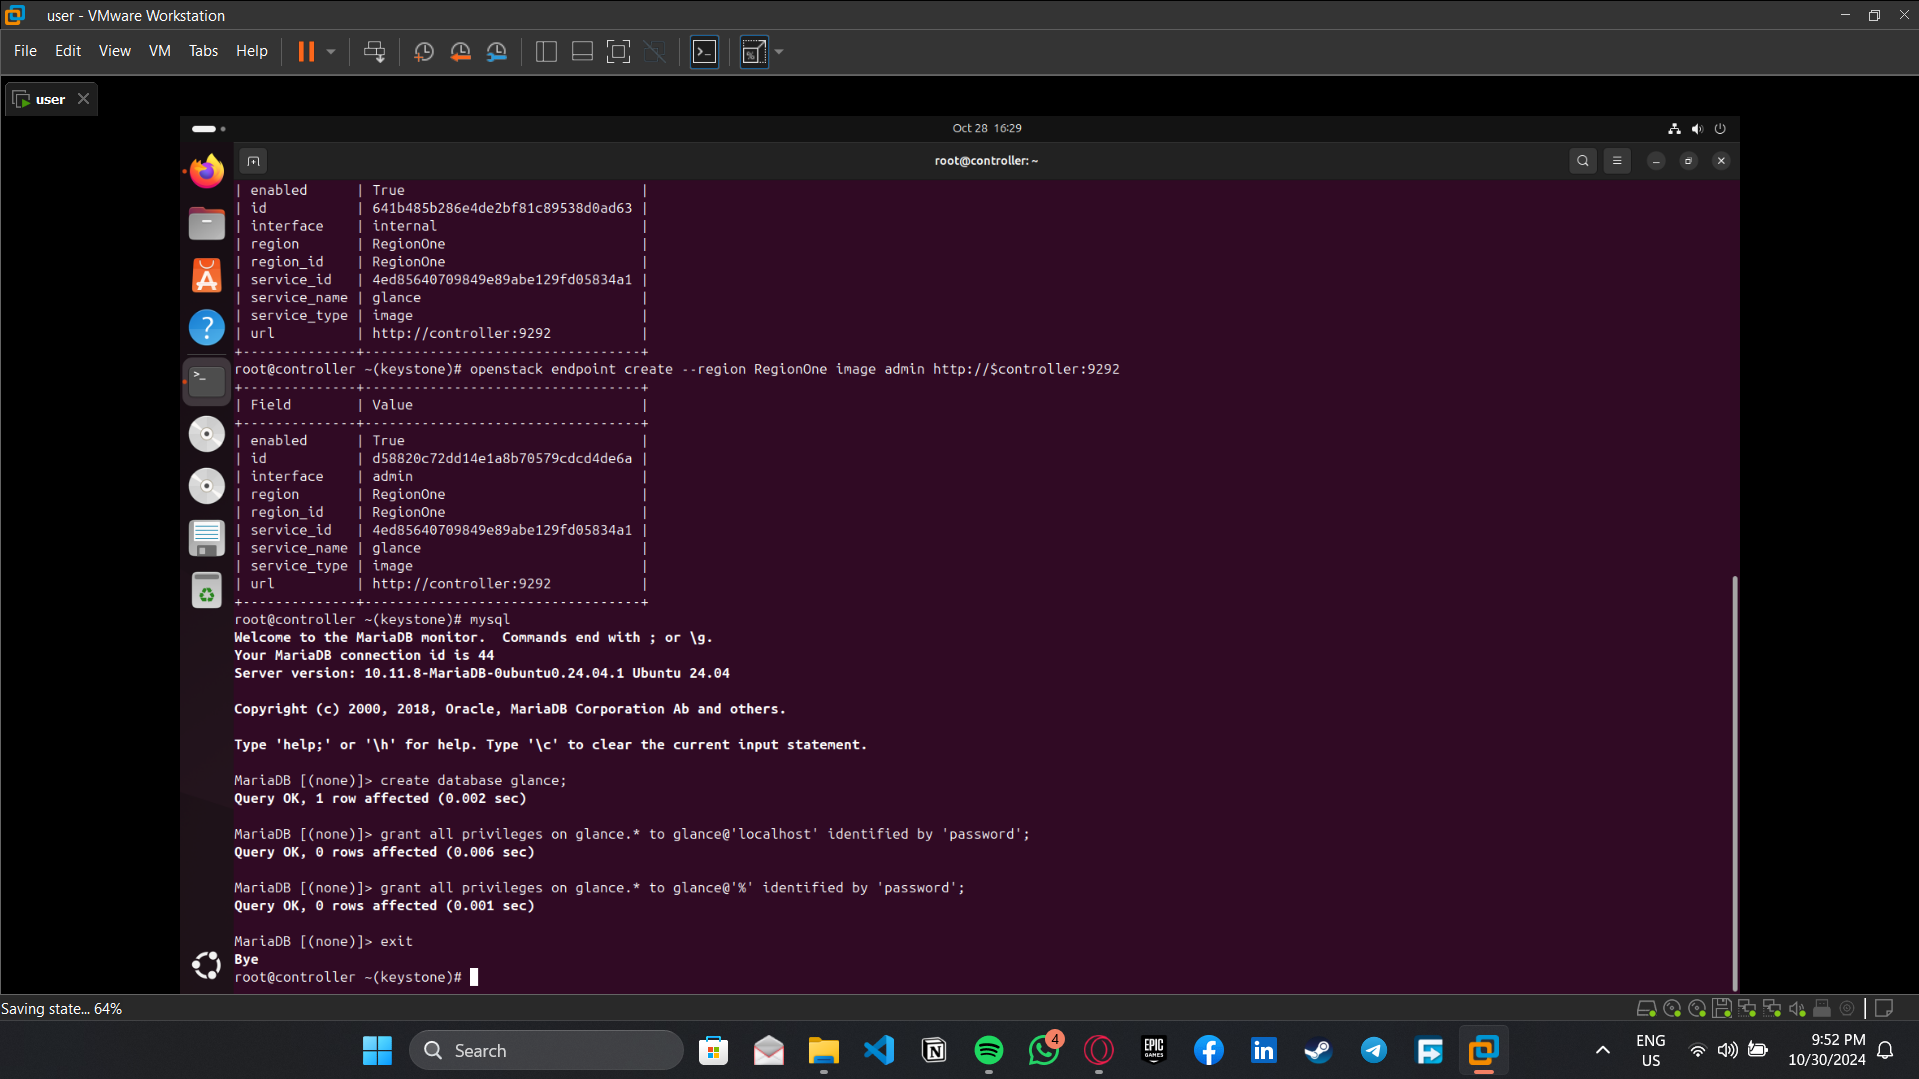 user - VMware Workstation
File Edit View VM Tabs Help
user
Oct 28 16:29
root@controller: ~
| enabled | True |
| id | 641b485b286e4de2bf81c89538d0ad63 |
| interface | internal |
| region | RegionOne |
| region_id | RegionOne |
| service_id | 4ed85640709849e89abe129fd05834a1 |
| service_name | glance |
| service_type | image |
| url | http://controller:9292 |
+--------------+----------------------------------+
root@controller ~(keystone)# openstack endpoint create --region RegionOne image admin http://$controller:9292
+--------------+----------------------------------+
| Field | Value |
+--------------+----------------------------------+
| enabled | True |
| id | d58820c72dd14e1a8b70579cdcd4de6a |
| interface | admin |
| region | RegionOne |
| region_id | RegionOne |
| service_id | 4ed85640709849e89abe129fd05834a1 |
| service_name | glance |
| service_type | image |
| url | http://controller:9292 |
+--------------+----------------------------------+
root@controller ~(keystone)# mysql
Welcome to the MariaDB monitor.  Commands end with ; or \g.
Your MariaDB connection id is 44
Server version: 10.11.8-MariaDB-0ubuntu0.24.04.1 Ubuntu 24.04
Copyright (c) 2000, 2018, Oracle, MariaDB Corporation Ab and others.
Type 'help;' or '\h' for help. Type '\c' to clear the current input statement.
MariaDB [(none)]> create database glance;
Query OK, 1 row affected (0.002 sec)
MariaDB [(none)]> grant all privileges on glance.* to glance@'localhost' identified by 'password';
Query OK, 0 rows affected (0.006 sec)
MariaDB [(none)]> grant all privileges on glance.* to glance@'%' identified by 'password';
Query OK, 0 rows affected (0.001 sec)
MariaDB [(none)]> exit
Bye
root@controller ~(keystone)#
Saving state... 64%
Search
4
EPIC GAMES
ENG
US
9:52 PM
10/30/2024